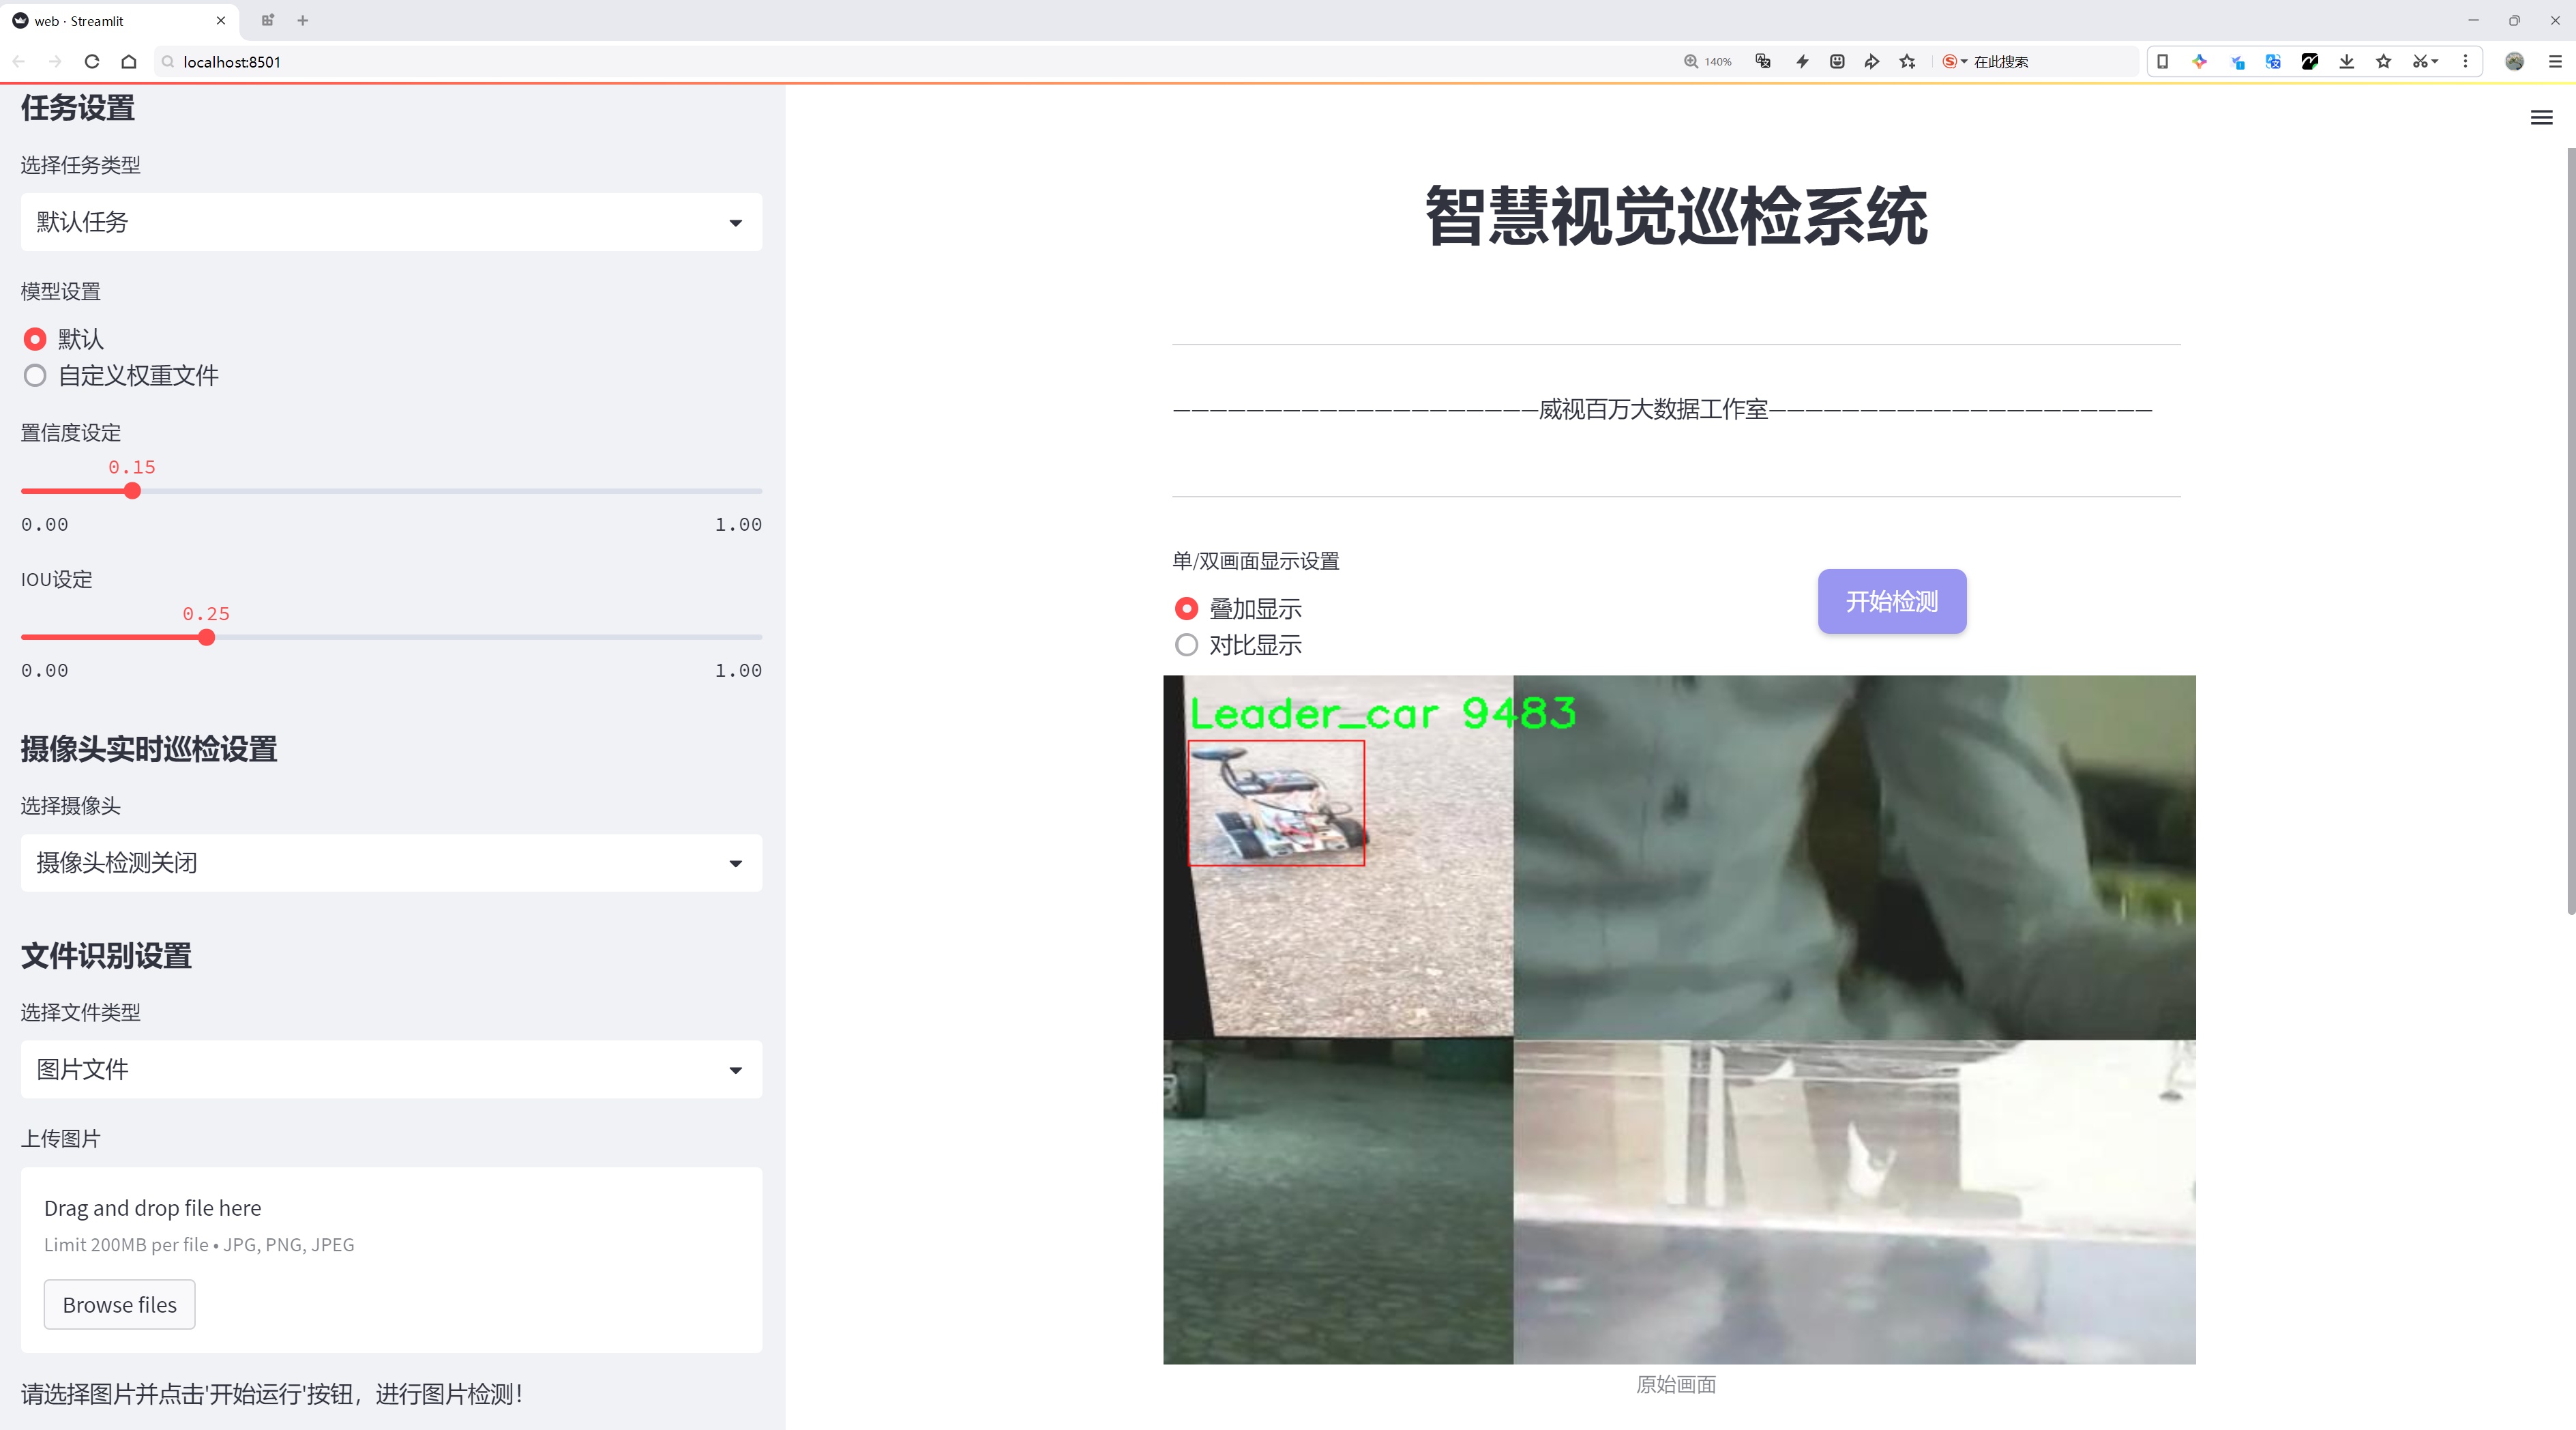 web · Streamlit
localhost:8501
140%
在此搜索
任务设置
选择任务类型
默认任务
模型设置
默认
自定义权重文件
置信度设定
0.15
0.00
1.00
IOU设定
0.25
0.00
1.00
摄像头实时巡检设置
选择摄像头
摄像头检测关闭
文件识别设置
选择文件类型
图片文件
上传图片
Drag and drop file here
Limit 200MB per file • JPG, PNG, JPEG
Browse files
请选择图片并点击'开始运行'按钮，进行图片检测！
智慧视觉巡检系统
————————————————————威视百万大数据工作室—————————————————————
单/双画面显示设置
叠加显示
对比显示
开始检测
Leader_car 9483
原始画面